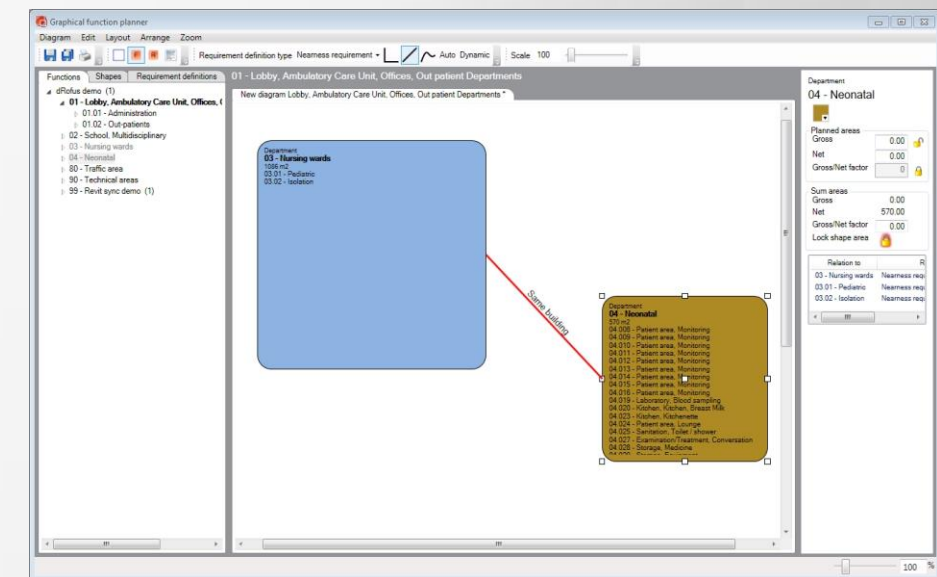 Graphical function planner
Diagram Edit Layout Arrange Zoom
Requirement definition type Nearness requirement Auto Dynamic Scale 100
Functions Shapes Requirement definitions
dRofus demo (1)
01 - Lobby, Ambulatory Care Unit, Offices, (
01.01 - Administration
01.02 - Out-patients
02 - School, Multidisciplinary
03 - Nursing wards
04 - Neonatal
80 - Traffic area
90 - Technical areas
99 - Revit sync demo (1)
01 - Lobby, Ambulatory Care Unit, Offices, Out patient Departments
New diagram Lobby, Ambulatory Care Unit, Offices, Out patient Departments *
Department
03 - Nursing wards
1086 m2
03.01 - Pediatric
03.02 - Isolation
Same building
Department
04 - Neonatal
570 m2
04.008 - Patient area, Monitoring
04.009 - Patient area, Monitoring
04.010 - Patient area, Monitoring
04.011 - Patient area, Monitoring
04.012 - Patient area, Monitoring
04.013 - Patient area, Monitoring
04.014 - Patient area, Monitoring
04.015 - Patient area, Monitoring
04.016 - Patient area, Monitoring
04.019 - Laboratory, Blood sampling
04.020 - Kitchen, Kitchen, Breast Milk
04.023 - Kitchen, Kitchenette
04.024 - Patient area, Lounge
04.025 - Sanitation, Toilet / shower
04.027 - Examination/Treatment, Conversation
04.028 - Storage, Medicine
Department
04 - Neonatal
Planned areas
Gross 0.00
Net 0.00
Gross/Net factor 0
Sum areas
Gross 0.00
Net 570.00
Gross/Net factor 0.00
Lock shape area
Relation to R
03 - Nursing wards Nearness requ
03.01 - Pediatric Nearness requ
03.02 - Isolation Nearness requ
100 %